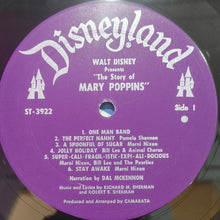 Disneyland
WALT DISNEY
Presents
"The Story of
MARY POPPINS"
ST-3922
Side 1
1. ONE MAN BAND
2. THE PERFECT NANNY Pamela Shannon
3. A SPOONFUL OF SUGAR Marni Nixon
4. JOLLY HOLIDAY Bill Lee & Animal Chorus
5. SUPER-CALI-FRAGIL-ISTIC-EXPI-ALI-DOCIOUS
Marni Nixon, Bill Lee and The Pearlies
6. STAY AWAKE Marni Nixon
Narration by DAL McKENNON
Music and Lyrics by RICHARD M. SHERMAN
and ROBERT B. SHERMAN
Produced and Arranged by CAMARATA